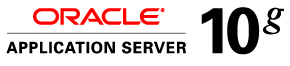 ORACLE®
APPLICATION SERVER 10g